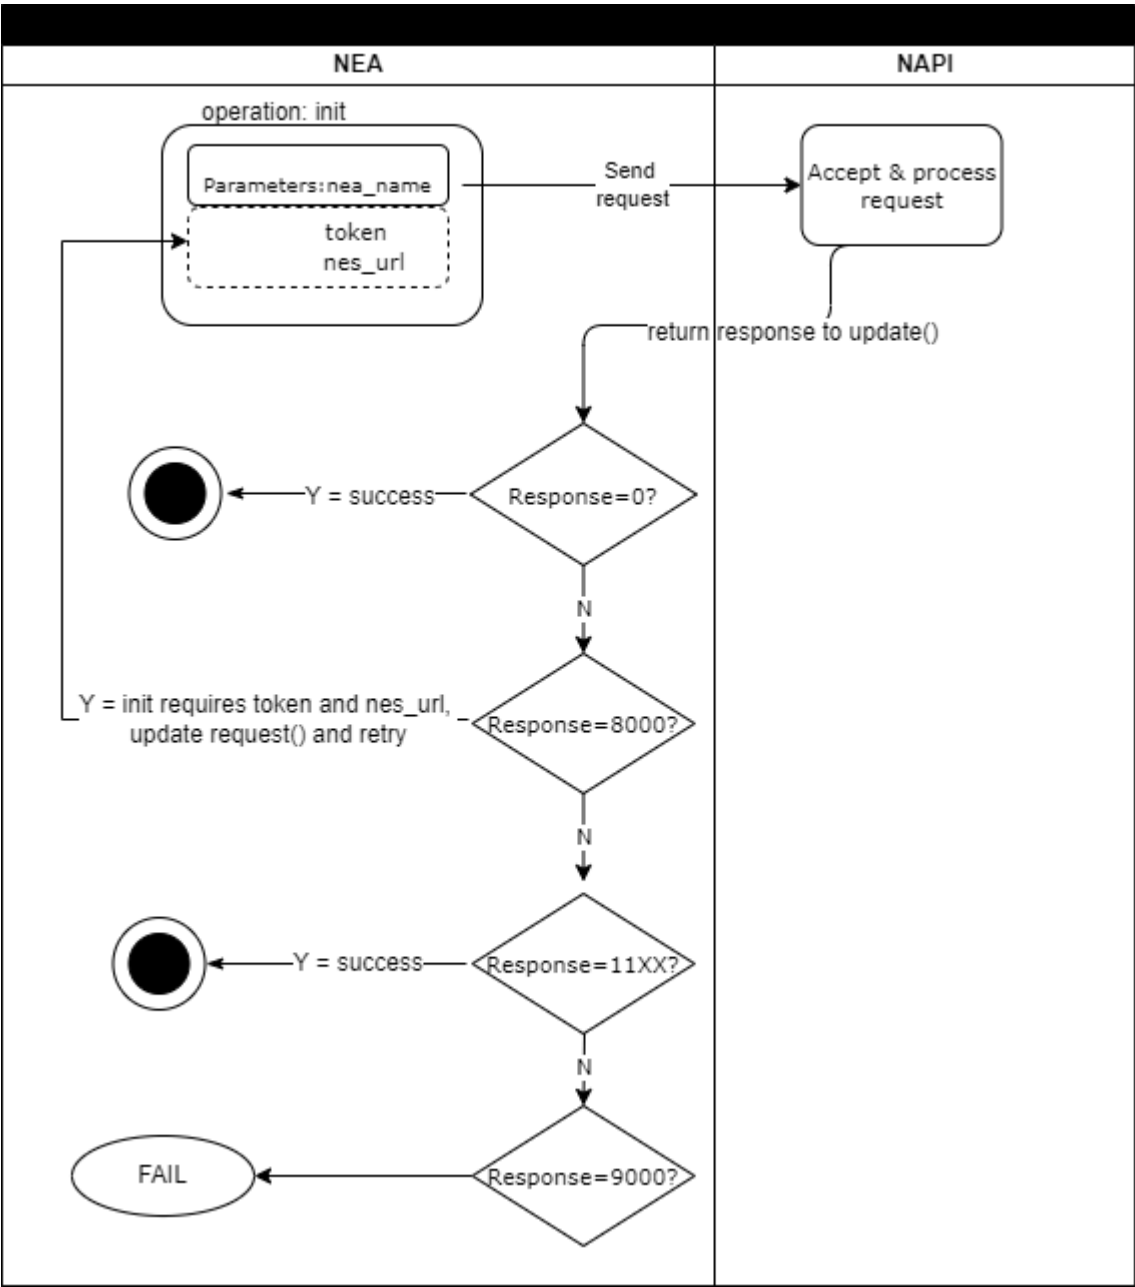 NEA
NAPI
operation: init
Parameters:nea_name
token
nes_url
Send
request
Accept & process
request
return response to update()
Response=0?
Y = success
N
Response=8000?
Y = init requires token and nes_url,
update request() and retry
N
Response=11XX?
Y = success
N
Response=9000?
FAIL